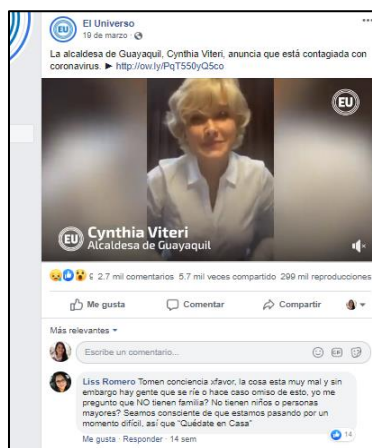 EU
El Universo
19 de marzo ·
La alcaldesa de Guayaquil, Cynthia Viteri, anuncia que está contagiada con
coronavirus. ► http://ow.ly/PqT550yQ5co
EU
EU Cynthia Viteri
Alcaldesa de Guayaquil
2.7 mil comentarios 5.7 mil veces compartido 299 mil reproducciones
Me gusta Comentar Compartir
Más relevantes
Escribe un comentario... GIF
Liss Romero Tomen conciencia xfavor, la cosa esta muy mal y sin
embargo hay gente que se ríe o hace caso omiso de esto, yo me
pregunto que NO tienen familia? No tienen niños o personas
mayores? Seamos consciente de que estamos pasando por un
momento difícil, así que "Quédate en Casa"
14
Me gusta · Responder · 14 sem